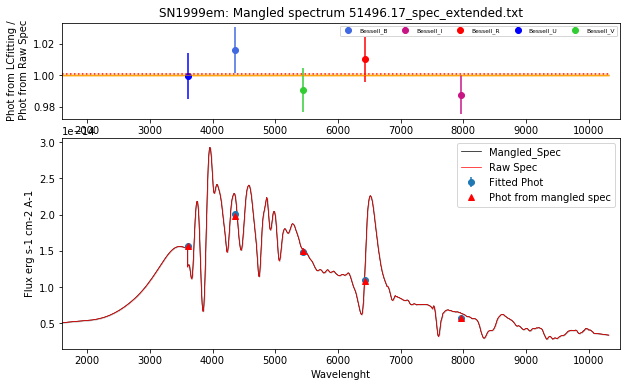 SN1999em: Mangled spectrum 51496.17_spec_extended.txt
Phot from LCfitting /
Phot from Raw Spec
1.02
1.00
0.98
Bessell_B Bessell_I Bessell_R Bessell_U Bessell_V
2000 3000 4000 5000 6000 7000 8000 9000 10000
1e−14
Flux erg s-1 cm-2 A-1
3.0
2.5
2.0
1.5
1.0
0.5
Mangled_Spec
Raw Spec
Fitted Phot
Phot from mangled spec
2000 3000 4000 5000 6000 7000 8000 9000 10000
Wavelenght